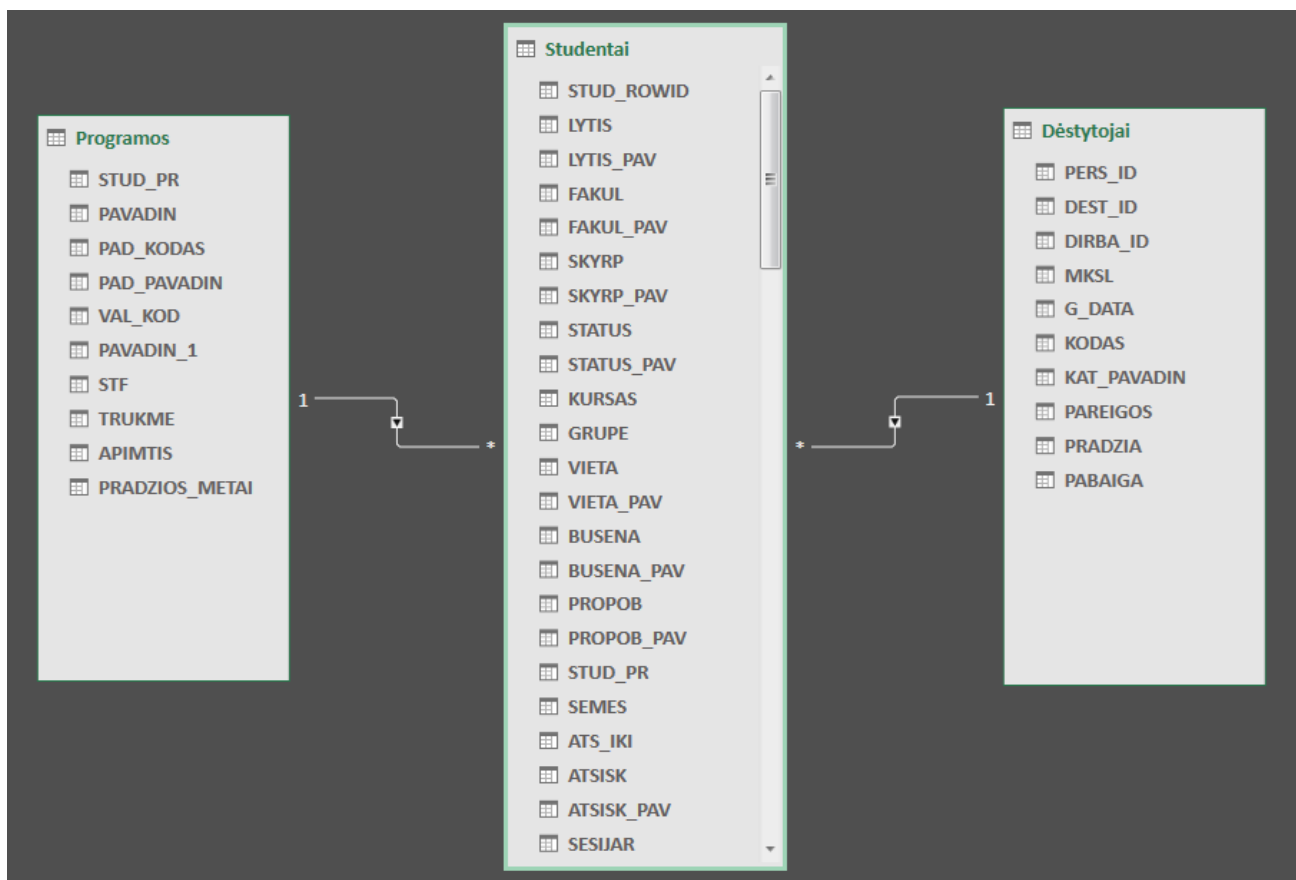 Programos
STUD_PR
PAVADIN
PAD_KODAS
PAD_PAVADIN
VAL_KOD
PAVADIN_1
STF
TRUKME
APIMTIS
PRADZIOS_METAI
1
*
Studentai
STUD_ROWID
LYTIS
LYTIS_PAV
FAKUL
FAKUL_PAV
SKYRP
SKYRP_PAV
STATUS
STATUS_PAV
KURSAS
GRUPE
VIETA
VIETA_PAV
BUSENA
BUSENA_PAV
PROPOB
PROPOB_PAV
STUD_PR
SEMES
ATS_IKI
ATSISK
ATSISK_PAV
SESIJAR
*
1
Dėstytojai
PERS_ID
DEST_ID
DIRBA_ID
MKSL
G_DATA
KODAS
KAT_PAVADIN
PAREIGOS
PRADZIA
PABAIGA